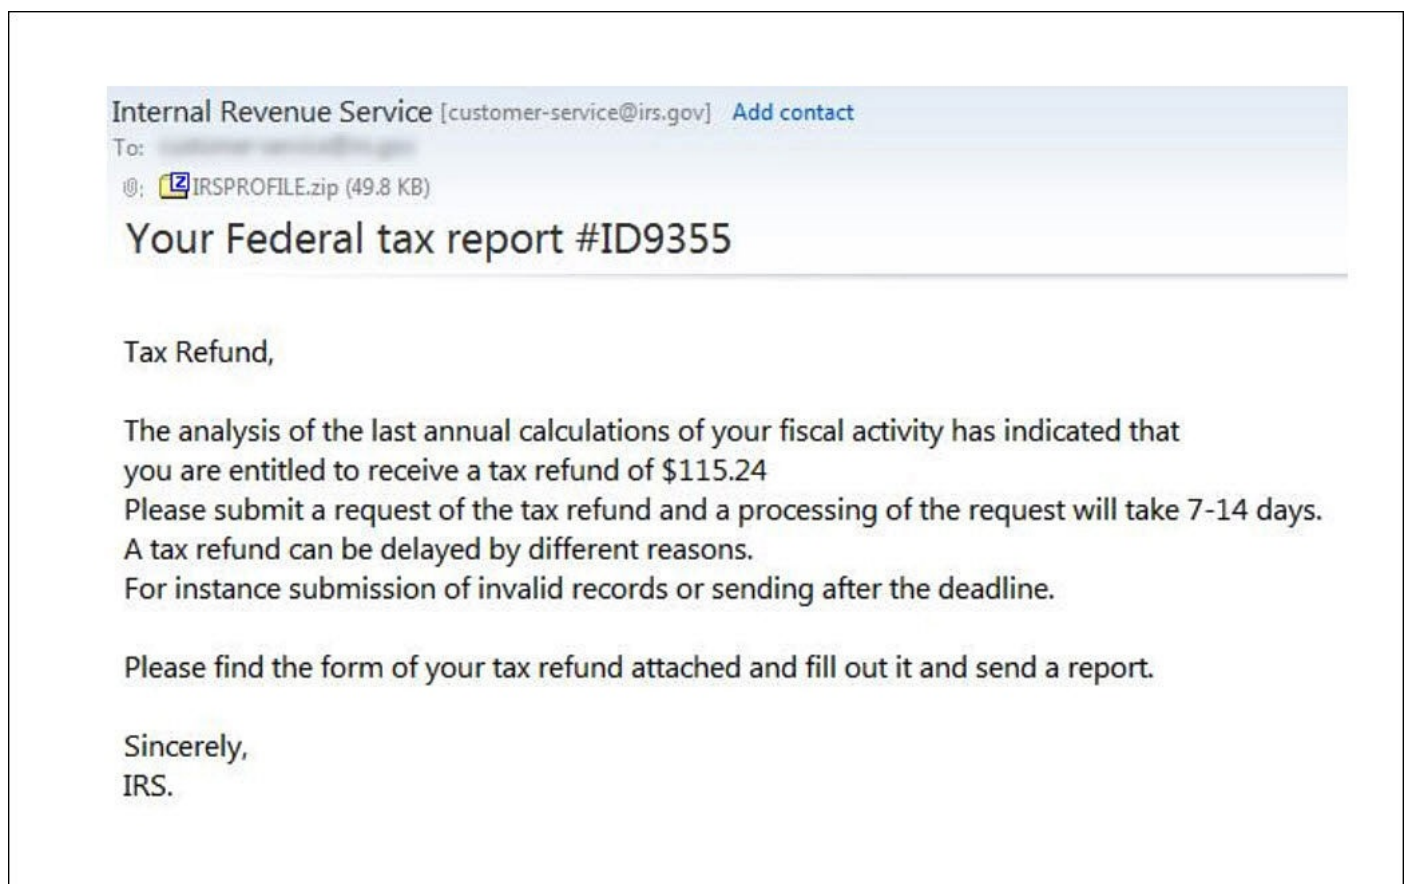 Internal Revenue Service [customer-service@irs.gov] Add contact
To:
: IRSPROFILE.zip (49.8 KB)
Your Federal tax report #ID9355
Tax Refund,
The analysis of the last annual calculations of your fiscal activity has indicated that
you are entitled to receive a tax refund of $115.24
Please submit a request of the tax refund and a processing of the request will take 7-14 days.
A tax refund can be delayed by different reasons.
For instance submission of invalid records or sending after the deadline.
Please find the form of your tax refund attached and fill out it and send a report.
Sincerely,
IRS.